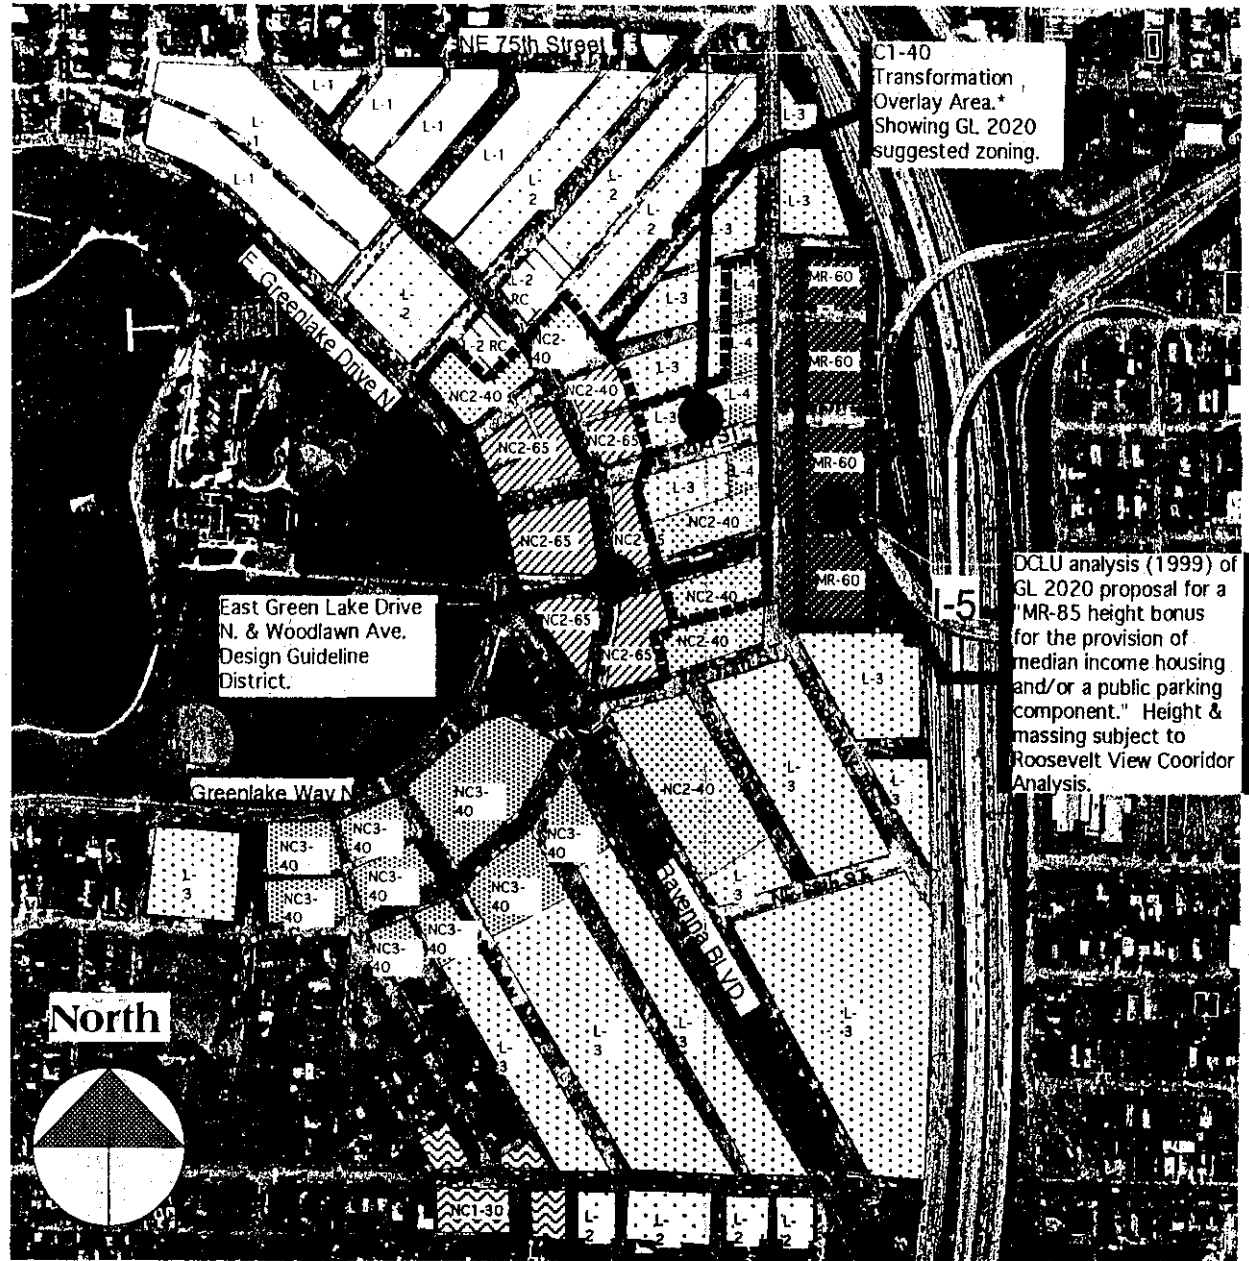 NE 75th Street
C1-40
Transformation
Overlay Area.*
Showing GL 2020
suggested zoning.
L-1
L-1
L-1
L-1
L-1
L-1
L-2
L-2
L-2
L-3
L-3
L-3
L-2
L-2
RC
L-2 RC
NC2-
40
NC2-40
NC2-40
NC2-65
NC2-65
L-3
L-4
L-3
L-4
L-3
L-4
L-3
L-4
MR-60
MR-60
MR-60
MR-60
E Greenlake Drive N
NC2-65
NC2-40
NC2-40
NC2-65
NC2-40
NC2-65
East Green Lake Drive
N. & Woodlawn Ave.
Design Guideline
District.
I-5
DCLU analysis (1999) of
GL 2020 proposal for a
"MR-85 height bonus
for the provision of
median income housing
and/or a public parking
component." Height &
massing subject to
Roosevelt View Cooridor
Analysis.
L-3
L-3
L-3
NC2-40
L-3
Greenlake Way N
NC3-
40
NC3-
40
NC3-
40
NC3-
40
NC3-
40
NC3-
40
NC3-
40
NC3-
40
NC3-
40
L-3
Ravenna BLVD.
L-3
L-3
L-3
L-3
North
NC1-30
L-2
L-2
L-2
L-2